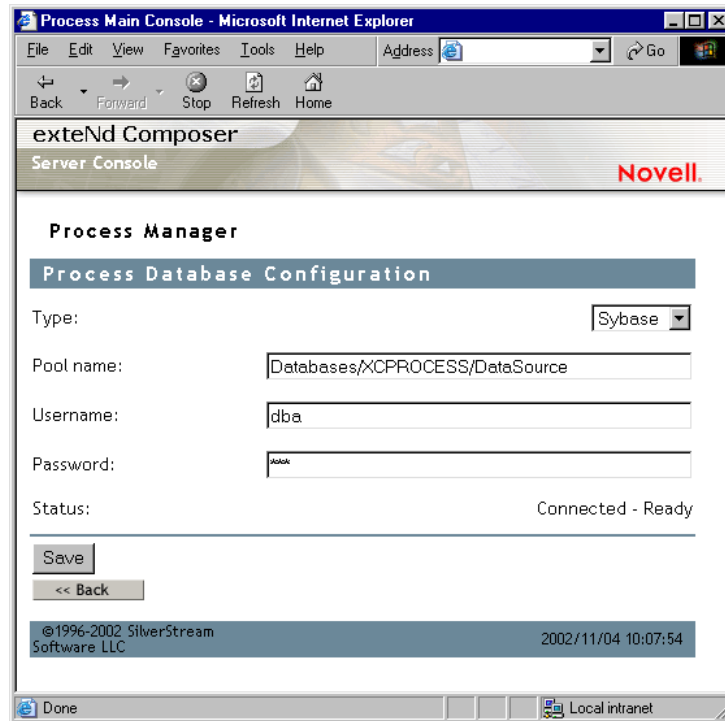 Process Main Console - Microsoft Internet Explorer
File Edit View Favorites Tools Help Address Go
Back Forward Stop Refresh Home
exteNd Composer
Server Console
Novell.
Process Manager
Process Database Configuration
Type: Sybase
Pool name: Databases/XCPROCESS/DataSource
Username: dba
Password: ***
Status: Connected - Ready
Save
<< Back
©1996-2002 SilverStream
Software LLC 2002/11/04 10:07:54
Done Local intranet